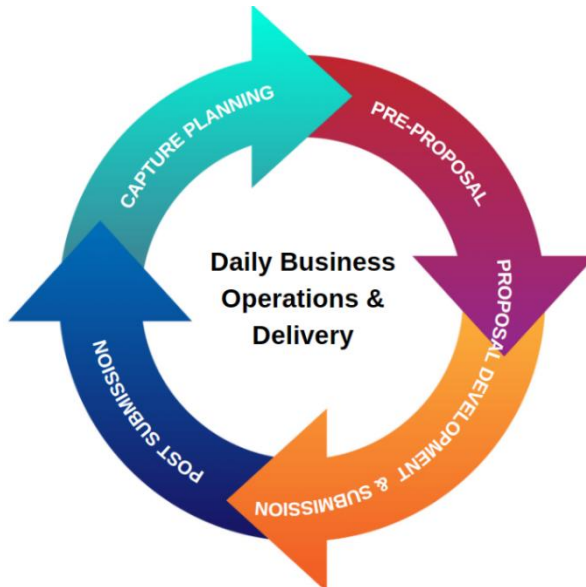 CAPTURE PLANNING
PRE-PROPOSAL
PROPOSAL DEVELOPMENT & SUBMISSION
POST SUBMISSION
Daily Business
Operations &
Delivery